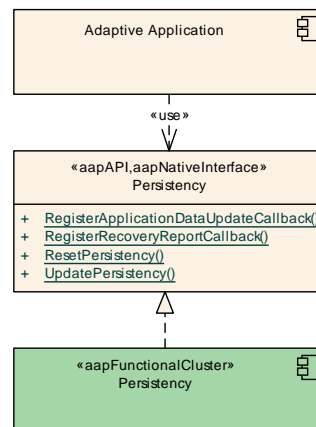 Adaptive Application
«use»
«aapAPI,aapNativeInterface»
Persistency
+ RegisterApplicationDataUpdateCallback()
+ RegisterRecoveryReportCallback()
+ ResetPersistency()
+ UpdatePersistency()
«aapFunctionalCluster»
Persistency